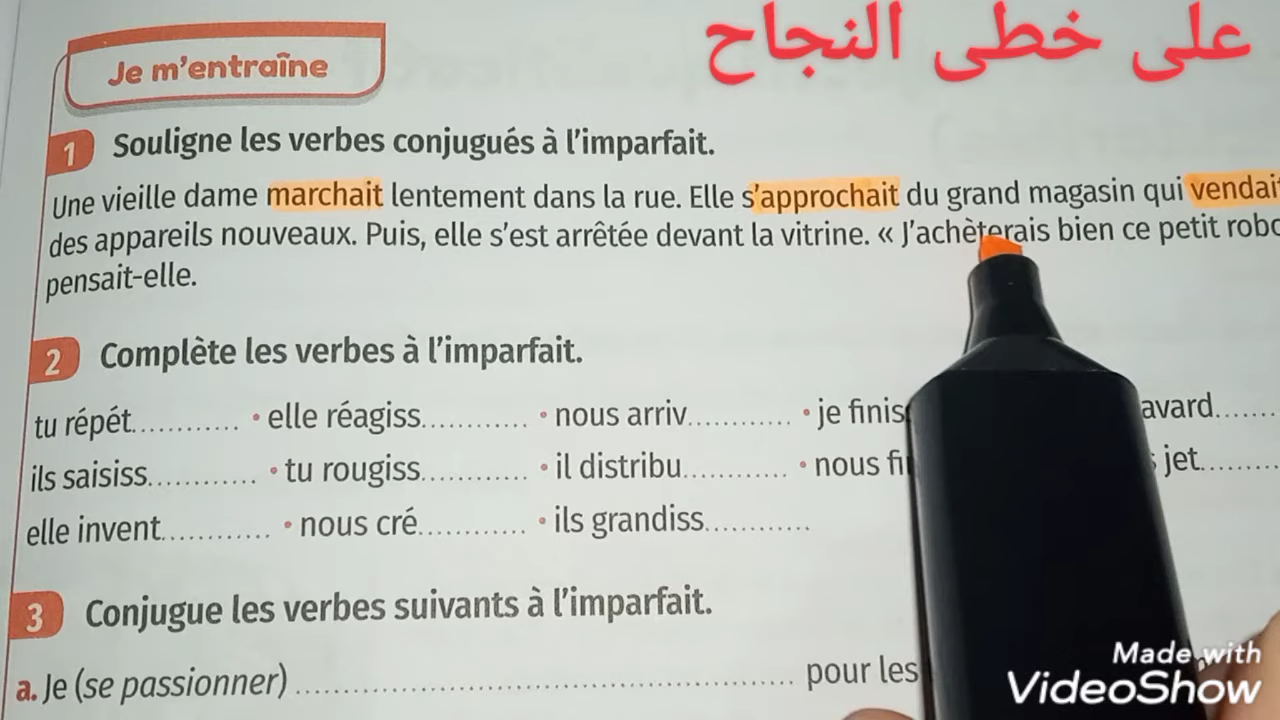 على خطى النجاح
Je m'entraîne
1 Souligne les verbes conjugués à l'imparfait.
Une vieille dame marchait lentement dans la rue. Elle s'approchait du grand magasin qui vendait
des appareils nouveaux. Puis, elle s'est arrêtée devant la vitrine. « J'achèterais bien ce petit
pensait-elle.
2 Complète les verbes à l'imparfait.
tu répét............ • elle réagiss............ • nous arriv............ • je finis
ils saisiss............ • tu rougiss............ • il distribu............ • nous jet.........
elle invent............ • nous cré............ • ils grandiss............
3 Conjugue les verbes suivants à l'imparfait.
a. Je (se passionner) ............................................................ pour les
Made with
VideoShow